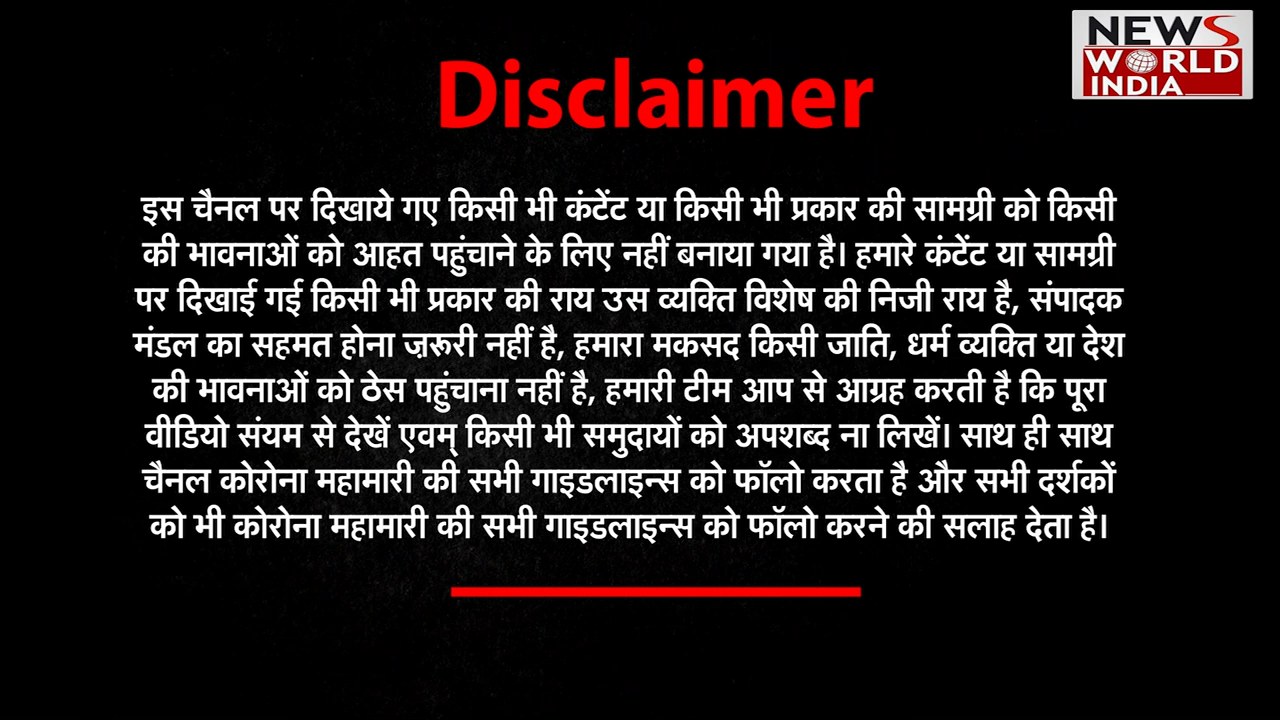 NEWS
WORLD
INDIA
Disclaimer
इस चैनल पर दिखाये गए किसी भी कंटेंट या किसी भी प्रकार की सामग्री को किसी
की भावनाओं को आहत पहुंचाने के लिए नहीं बनाया गया है। हमारे कंटेंट या सामग्री
पर दिखाई गई किसी भी प्रकार की राय उस व्यक्ति विशेष की निजी राय है, संपादक
मंडल का सहमत होना ज़रूरी नहीं है, हमारा मकसद किसी जाति, धर्म व्यक्ति या देश
की भावनाओं को ठेस पहुंचाना नहीं है, हमारी टीम आप से आग्रह करती है कि पूरा
वीडियो संयम से देखें एवम् किसी भी समुदायों को अपशब्द ना लिखें। साथ ही साथ
चैनल कोरोना महामारी की सभी गाइडलाइन्स को फॉलो करता है और सभी दर्शकों
को भी कोरोना महामारी की सभी गाइडलाइन्स को फॉलो करने की सलाह देता है।